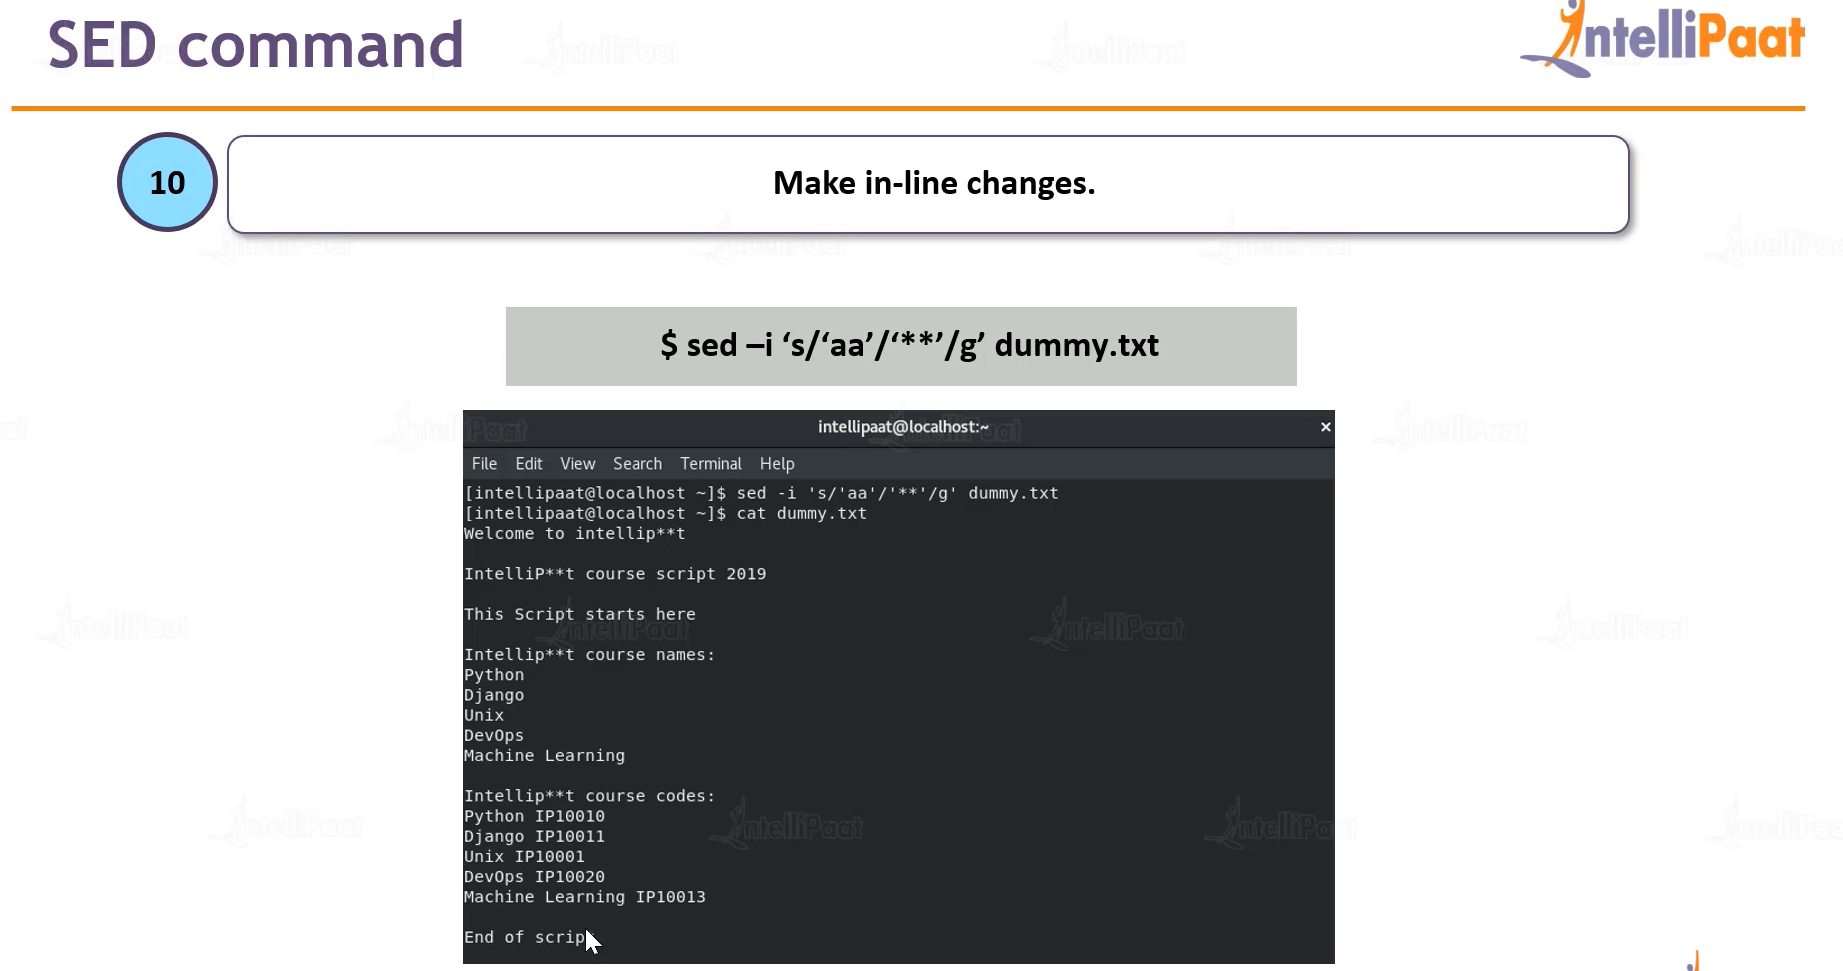 SED command
IntelliPaat
10
Make in-line changes.
$ sed –i ‘s/‘aa’/‘**’/g’ dummy.txt
intellipaat@localhost:~
×
File Edit View Search Terminal Help
[intellipaat@localhost ~]$ sed -i 's/'aa'/'**'/g' dummy.txt
[intellipaat@localhost ~]$ cat dummy.txt
Welcome to intellip**t
IntelliP**t course script 2019
This Script starts here
Intellip**t course names:
Python
Django
Unix
DevOps
Machine Learning
Intellip**t course codes:
Python IP10010
Django IP10011
Unix IP10001
DevOps IP10020
Machine Learning IP10013
End of scrip